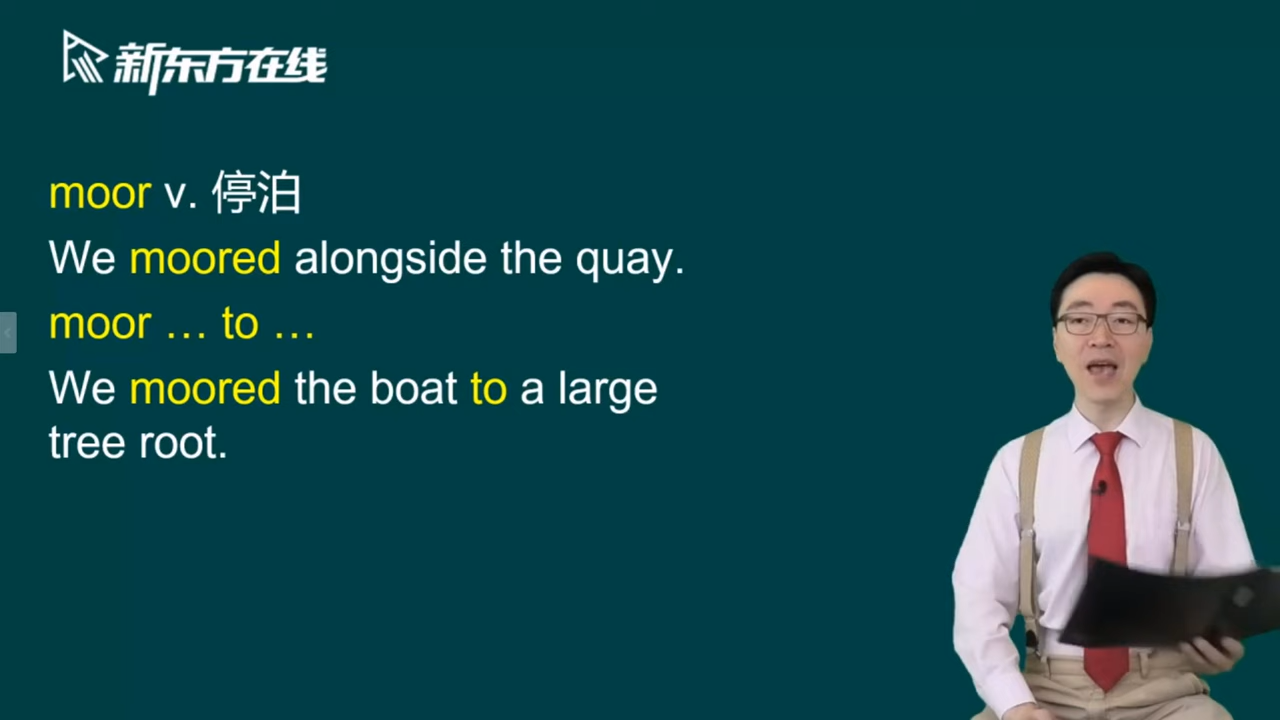 新东方在线
moor v. 停泊
We moored alongside the quay.
moor … to …
We moored the boat to a large
tree root.